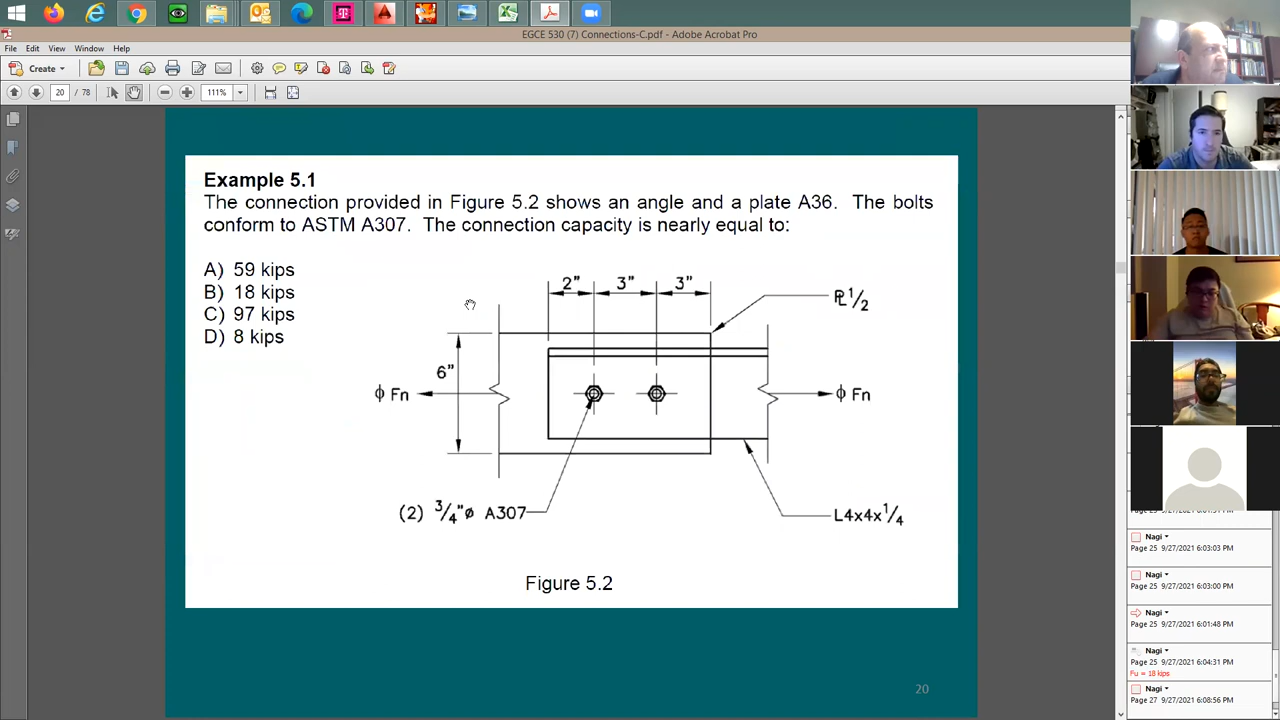 EGCE 530 (7) Connections-C.pdf - Adobe Acrobat Pro
File Edit View Window Help
Create
20 / 78 111%
Example 5.1
The connection provided in Figure 5.2 shows an angle and a plate A36. The bolts
conform to ASTM A307. The connection capacity is nearly equal to:
A) 59 kips
B) 18 kips
C) 97 kips
D) 8 kips
2" 3" 3"
PL 1/2
6"
ϕ Fn
ϕ Fn
(2) 3/4"ø A307
L4x4x1/4
Figure 5.2
20
Nagi
Page 25 9/27/2021 6:03:03 PM
Nagi
Page 25 9/27/2021 6:03:00 PM
Nagi
Page 25 9/27/2021 6:01:48 PM
Nagi
Page 25 9/27/2021 6:04:31 PM
Fu = 18 kips
Nagi
Page 27 9/27/2021 6:08:56 PM